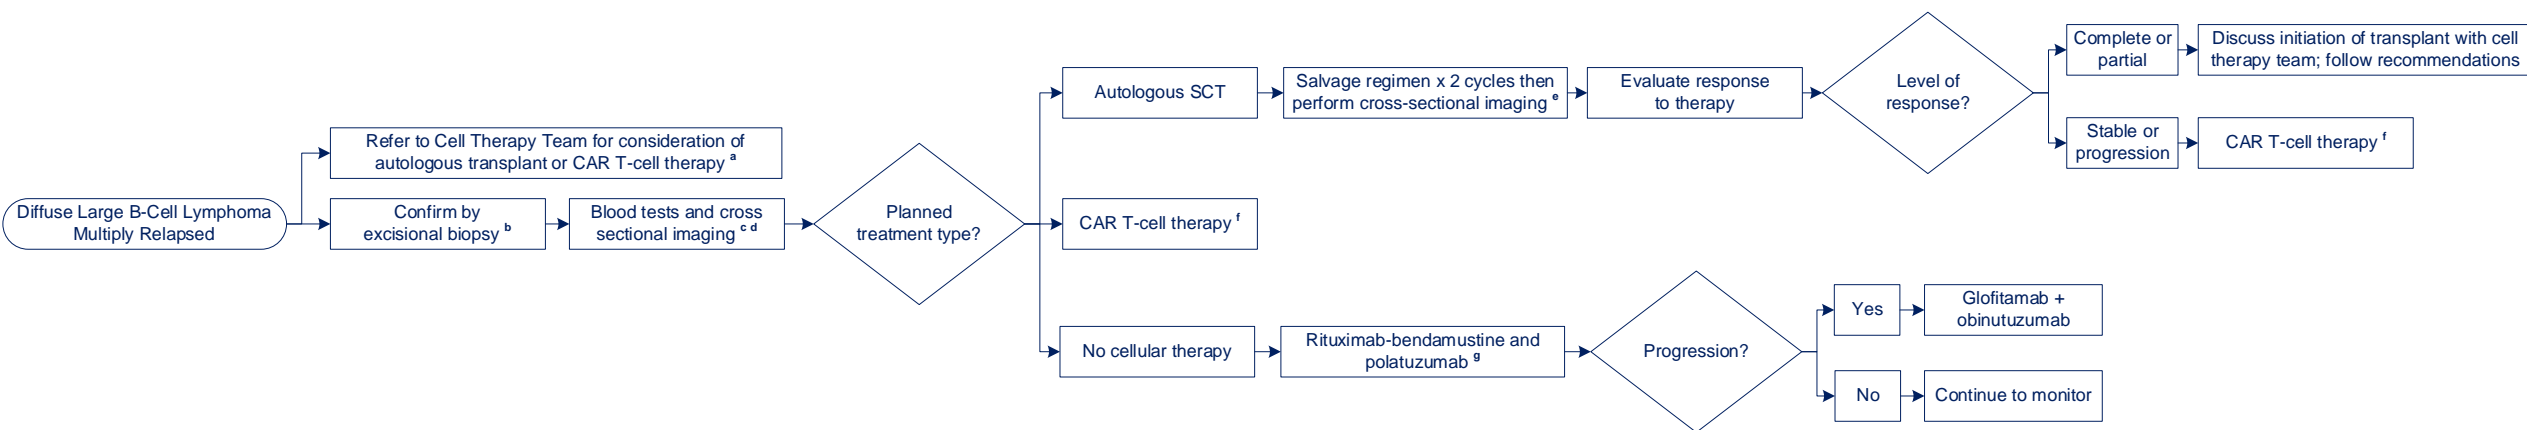 Diffuse Large B-Cell Lymphoma
Multiply Relapsed
Refer to Cell Therapy Team for consideration of
autologous transplant or CAR T-cell therapy a
Confirm by
excisional biopsy b
Blood tests and cross
sectional imaging c d
Planned
treatment type?
Autologous SCT
Salvage regimen x 2 cycles then
perform cross-sectional imaging e
Evaluate response
to therapy
Level of
response?
Complete or
partial
Discuss initiation of transplant with cell
therapy team; follow recommendations
Stable or
progression
CAR T-cell therapy f
CAR T-cell therapy f
No cellular therapy
Rituximab-bendamustine and
polatuzumab g
Progression?
Yes
Glofitamab +
obinutuzumab
No
Continue to monitor